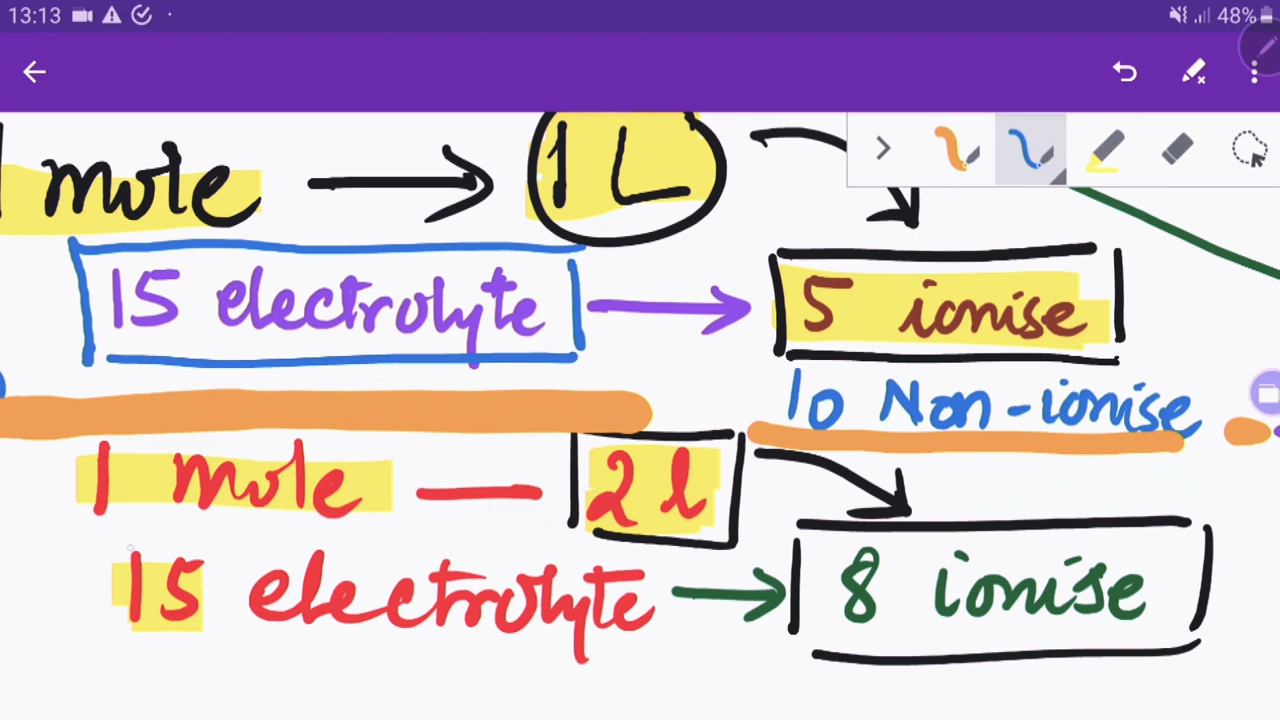 13:13 48%
mole → 1 L
15 electrolyte → 5 ionise
10 Non-ionise
1 mole — 2 l
15 electrolyte → 8 ionise